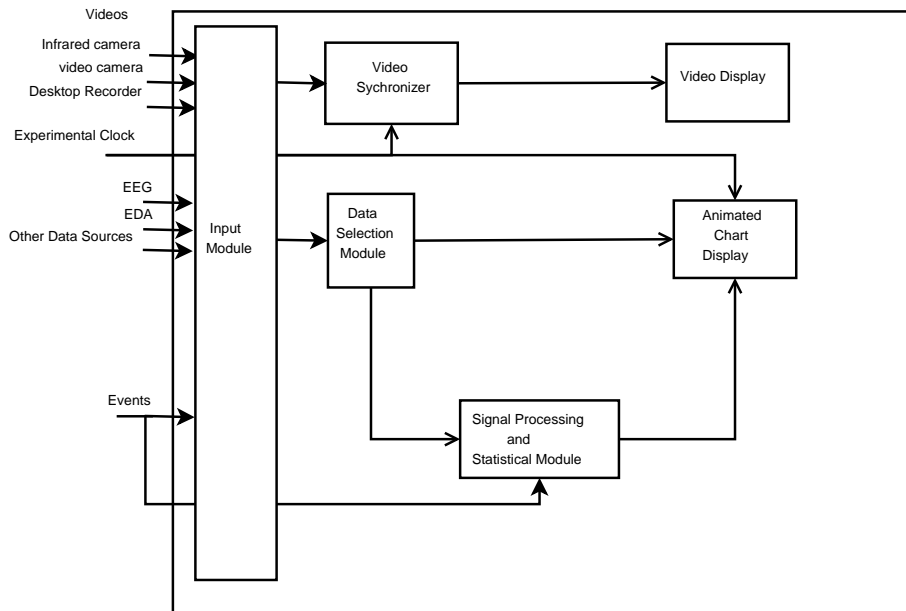 Videos
Infrared camera
video camera
Desktop Recorder
Experimental Clock
EEG
EDA
Other Data Sources
Events
Input
Module
Video
Sychronizer
Video Display
Data
Selection
Module
Animated
Chart
Display
Signal Processing
and
Statistical Module